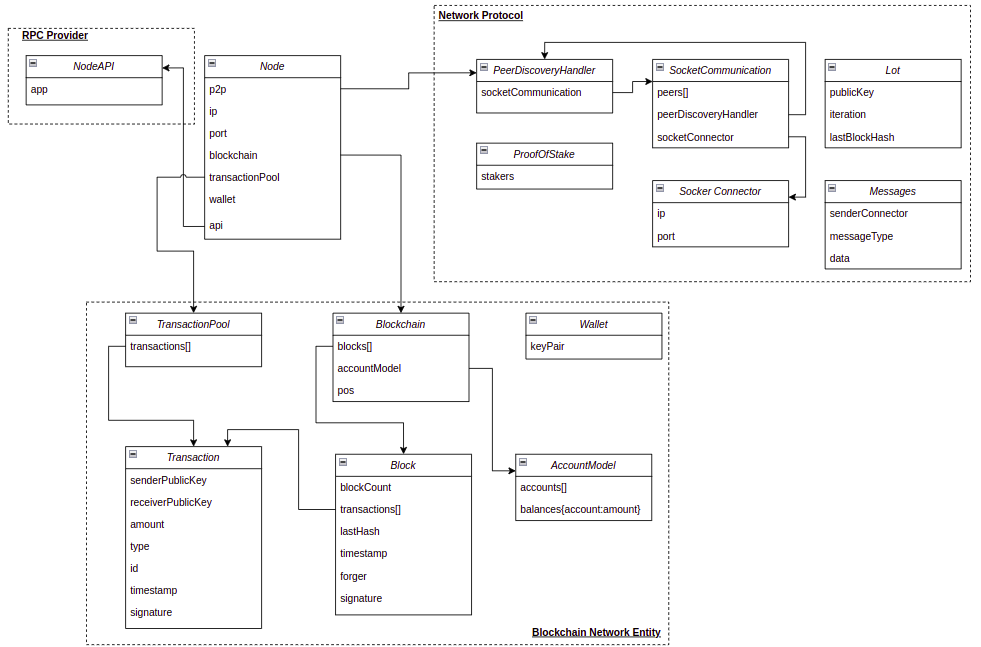 RPC Provider
NodeAPI
app
Node
p2p
ip
port
blockchain
transactionPool
wallet
api
Network Protocol
PeerDiscoveryHandler
socketCommunication
SocketCommunication
peers[]
peerDiscoveryHandler
socketConnector
Lot
publicKey
iteration
lastBlockHash
ProofOfStake
stakers
Socker Connector
ip
port
Messages
senderConnector
messageType
data
TransactionPool
transactions[]
Blockchain
blocks[]
accountModel
pos
Wallet
keyPair
Transaction
senderPublicKey
receiverPublicKey
amount
type
id
timestamp
signature
Block
blockCount
transactions[]
lastHash
timestamp
forger
signature
AccountModel
accounts[]
balances{account:amount}
Blockchain Network Entity